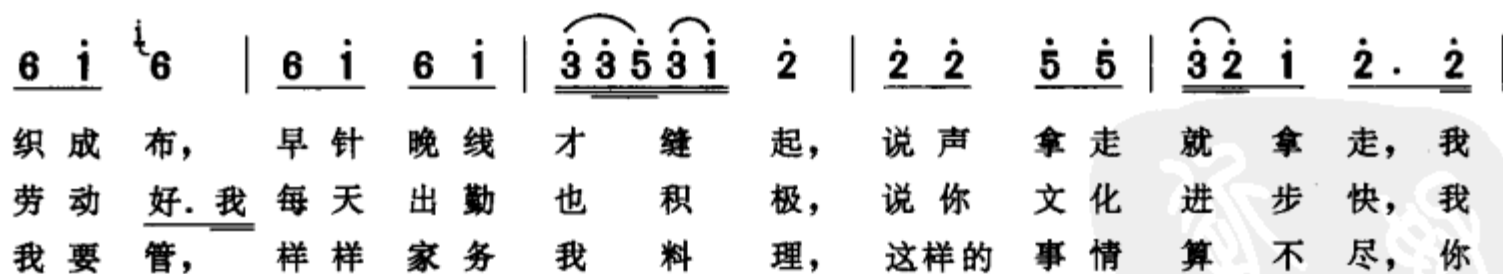 6 i i6 | 6 i 6 i | 3 3 5 3 1 2 | 2 2 5 5 | 3 2 i 2 . 2 |
织 成 布， 早 针 晚 线 才 缝 起， 说 声 拿 走 就 拿 走， 我
劳 动 好. 我 每 天 出 勤 也 积 极， 说 你 文 化 进 步 快， 我
我 要 管， 样 样 家 务 我 料 理， 这 样 的 事 情 算 不 尽， 你